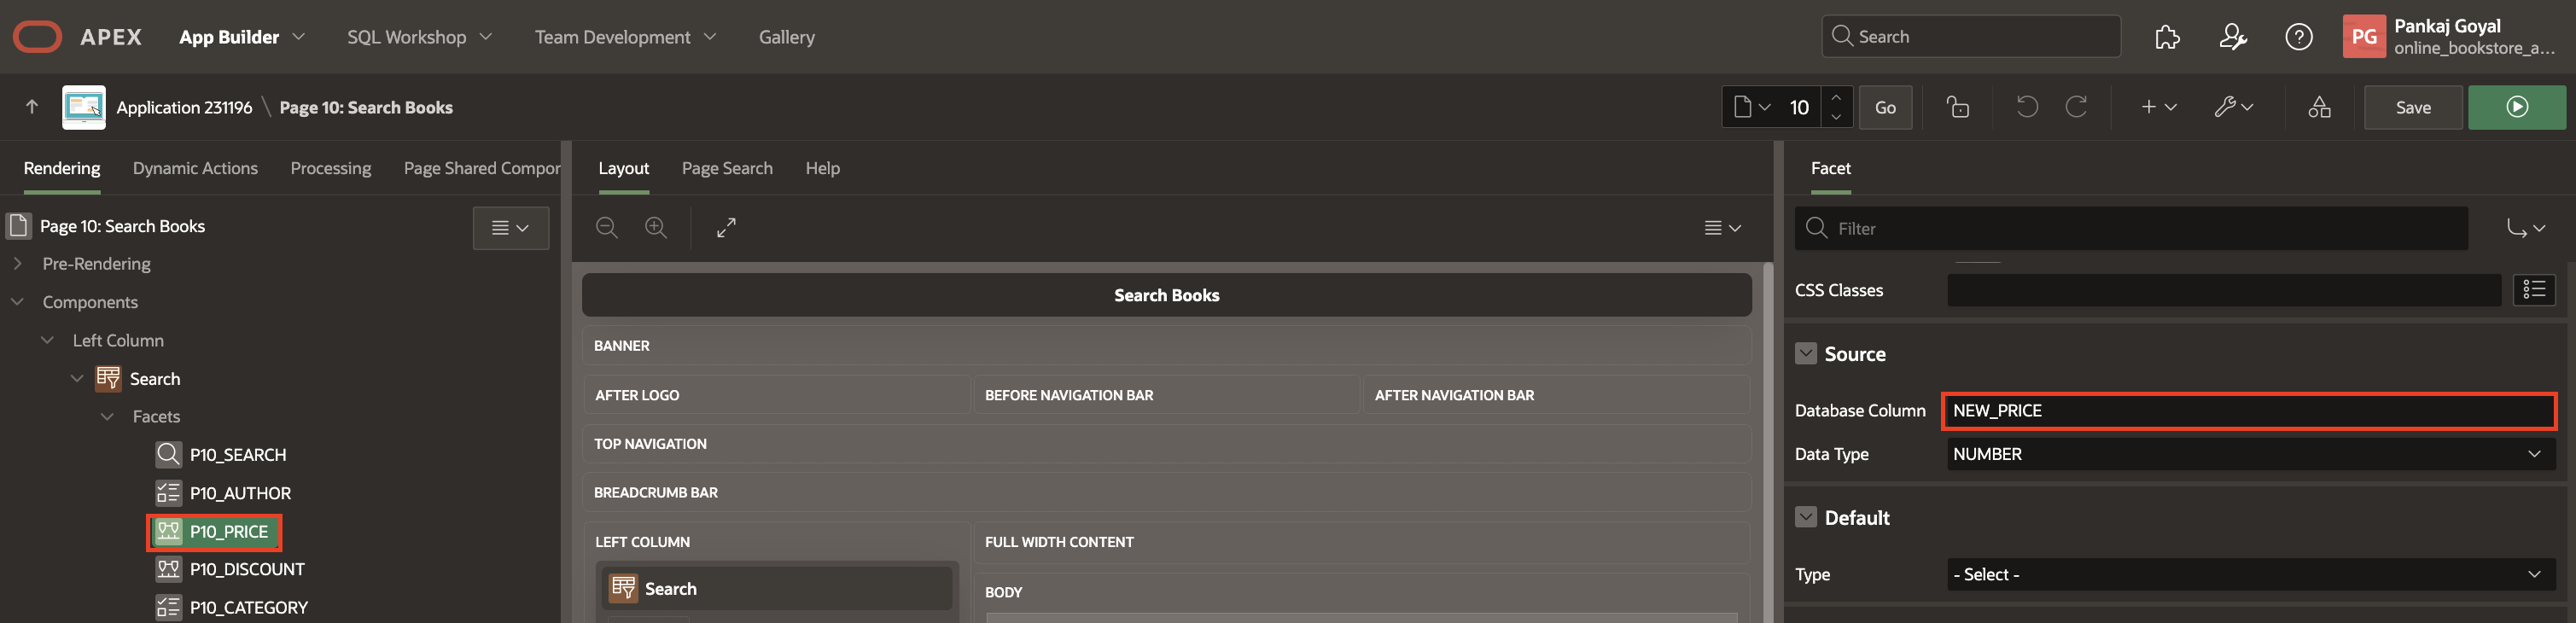 APEX App Builder SQL Workshop Team Development Gallery Search PG Pankaj Goyal
online_bookstore_a...
Application 231196 \ Page 10: Search Books 10 Go Save
Rendering Dynamic Actions Processing Page Shared Compor
Layout Page Search Help
Facet
Page 10: Search Books
Filter
Pre-Rendering
Components
Left Column
Search
Facets
P10_SEARCH
P10_AUTHOR
P10_PRICE
P10_DISCOUNT
P10_CATEGORY
Search Books
BANNER
AFTER LOGO BEFORE NAVIGATION BAR AFTER NAVIGATION BAR
TOP NAVIGATION
BREADCRUMB BAR
LEFT COLUMN FULL WIDTH CONTENT
Search
BODY
CSS Classes
Source
Database Column NEW_PRICE
Data Type NUMBER
Default
Type - Select -